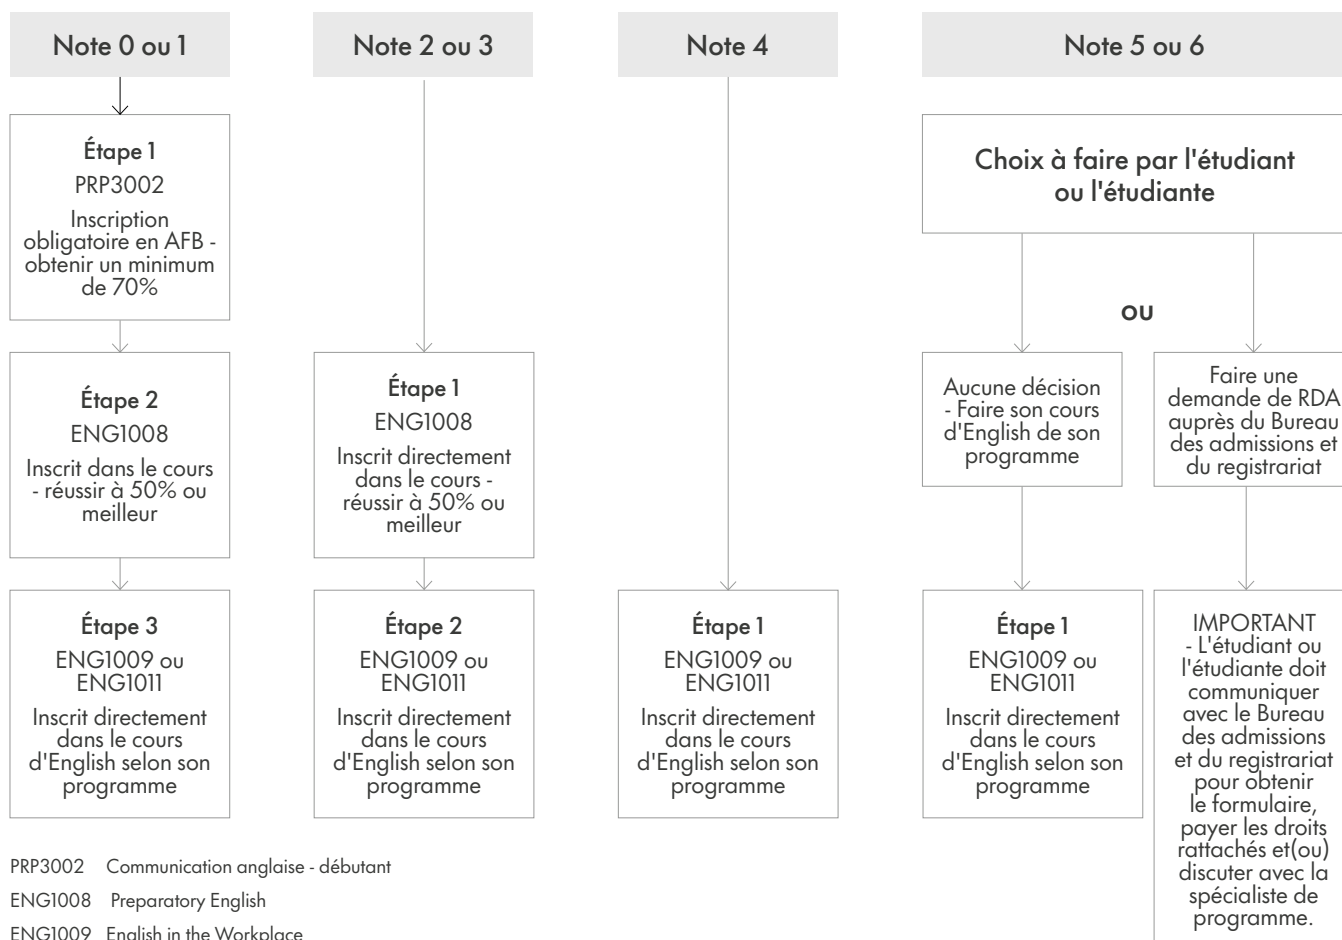 Note 0 ou 1
Étape 1
PRP3002
Inscription
obligatoire en AFB -
obtenir un minimum
de 70%
Étape 2
ENG1008
Inscrit dans le cours
- réussir à 50% ou
meilleur
Étape 3
ENG1009 ou
ENG1011
Inscrit directement
dans le cours
d'English selon son
programme
Note 2 ou 3
Étape 1
ENG1008
Inscrit directement
dans le cours -
réussir à 50% ou
meilleur
Étape 2
ENG1009 ou
ENG1011
Inscrit directement
dans le cours
d'English selon son
programme
Note 4
Étape 1
ENG1009 ou
ENG1011
Inscrit directement
dans le cours
d'English selon son
programme
Note 5 ou 6
Choix à faire par l'étudiant
ou l'étudiante
ou
Aucune décision
- Faire son cours
d'English de son
programme
Étape 1
ENG1009 ou
ENG1011
Inscrit directement
dans le cours
d'English selon son
programme
Faire une
demande de RDA
auprès du Bureau
des admissions et
du registrariat
IMPORTANT
- L'étudiant ou
l'étudiante doit
communiquer
avec le Bureau
des admissions
et du registrariat
pour obtenir
le formulaire,
payer les droits
rattachés et(ou)
discuter avec la
spécialiste de
programme.
PRP3002 Communication anglaise - débutant
ENG1008 Preparatory English
ENG1009 English in the Workplace